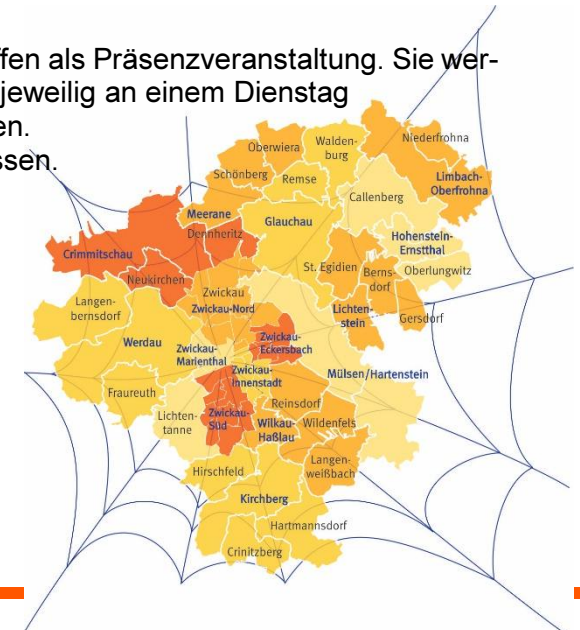 ffen als Präsenzveranstaltung. Sie wer-
jeweilig an einem Dienstag
en.
ssen.
Oberwiera
Walden-
burg
Niederfrohna
Schönberg
Remse
Limbach-
Oberfrohna
Callenberg
Meerane
Glauchau
Dennheritz
Hohenstein-
Ernstthal
Crimmitschau
St. Egidien
Berns-
dorf
Oberlungwitz
Neukirchen
Zwickau
Zwickau-Nord
Langen-
bernsdorf
Lichten-
stein
Gersdorf
Werdau
Zwickau-
Marienthal
Zwickau-
Eckersbach
Zwickau-
Innenstadt
Mülsen/Hartenstein
Fraureuth
Reinsdorf
Lichten-
tanne
Zwickau-
Süd
Wilkau-
Haßlau
Wildenfels
Hirschfeld
Langen-
weißbach
Kirchberg
Hartmannsdorf
Crinitzberg